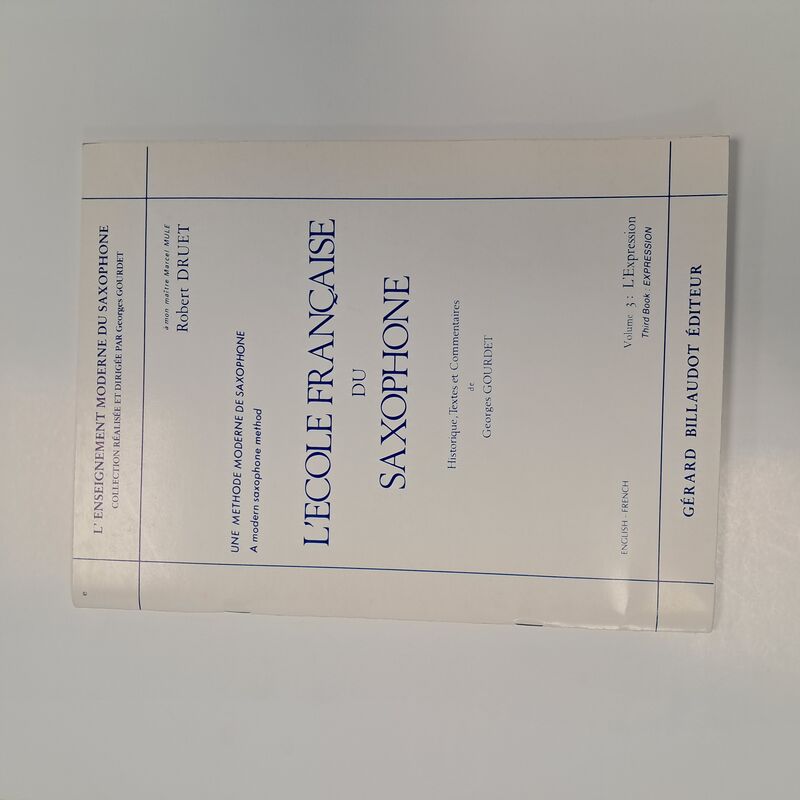 L' ENSEIGNEMENT MODERNE DU SAXOPHONE
COLLECTION RÉALISÉE ET DIRIGÉE PAR Georges GOURDET
à mon maître Marcel MULE
Robert DRUET
UNE METHODE MODERNE DE SAXOPHONE
A modern saxophone method
L'ECOLE FRANÇAISE
DU
SAXOPHONE
Historique, Textes et Commentaires
de
Georges GOURDET
Volume 3 : L'Expression
Third Book : EXPRESSION
ENGLISH - FRENCH
GÉRARD BILLAUDOT ÉDITEUR